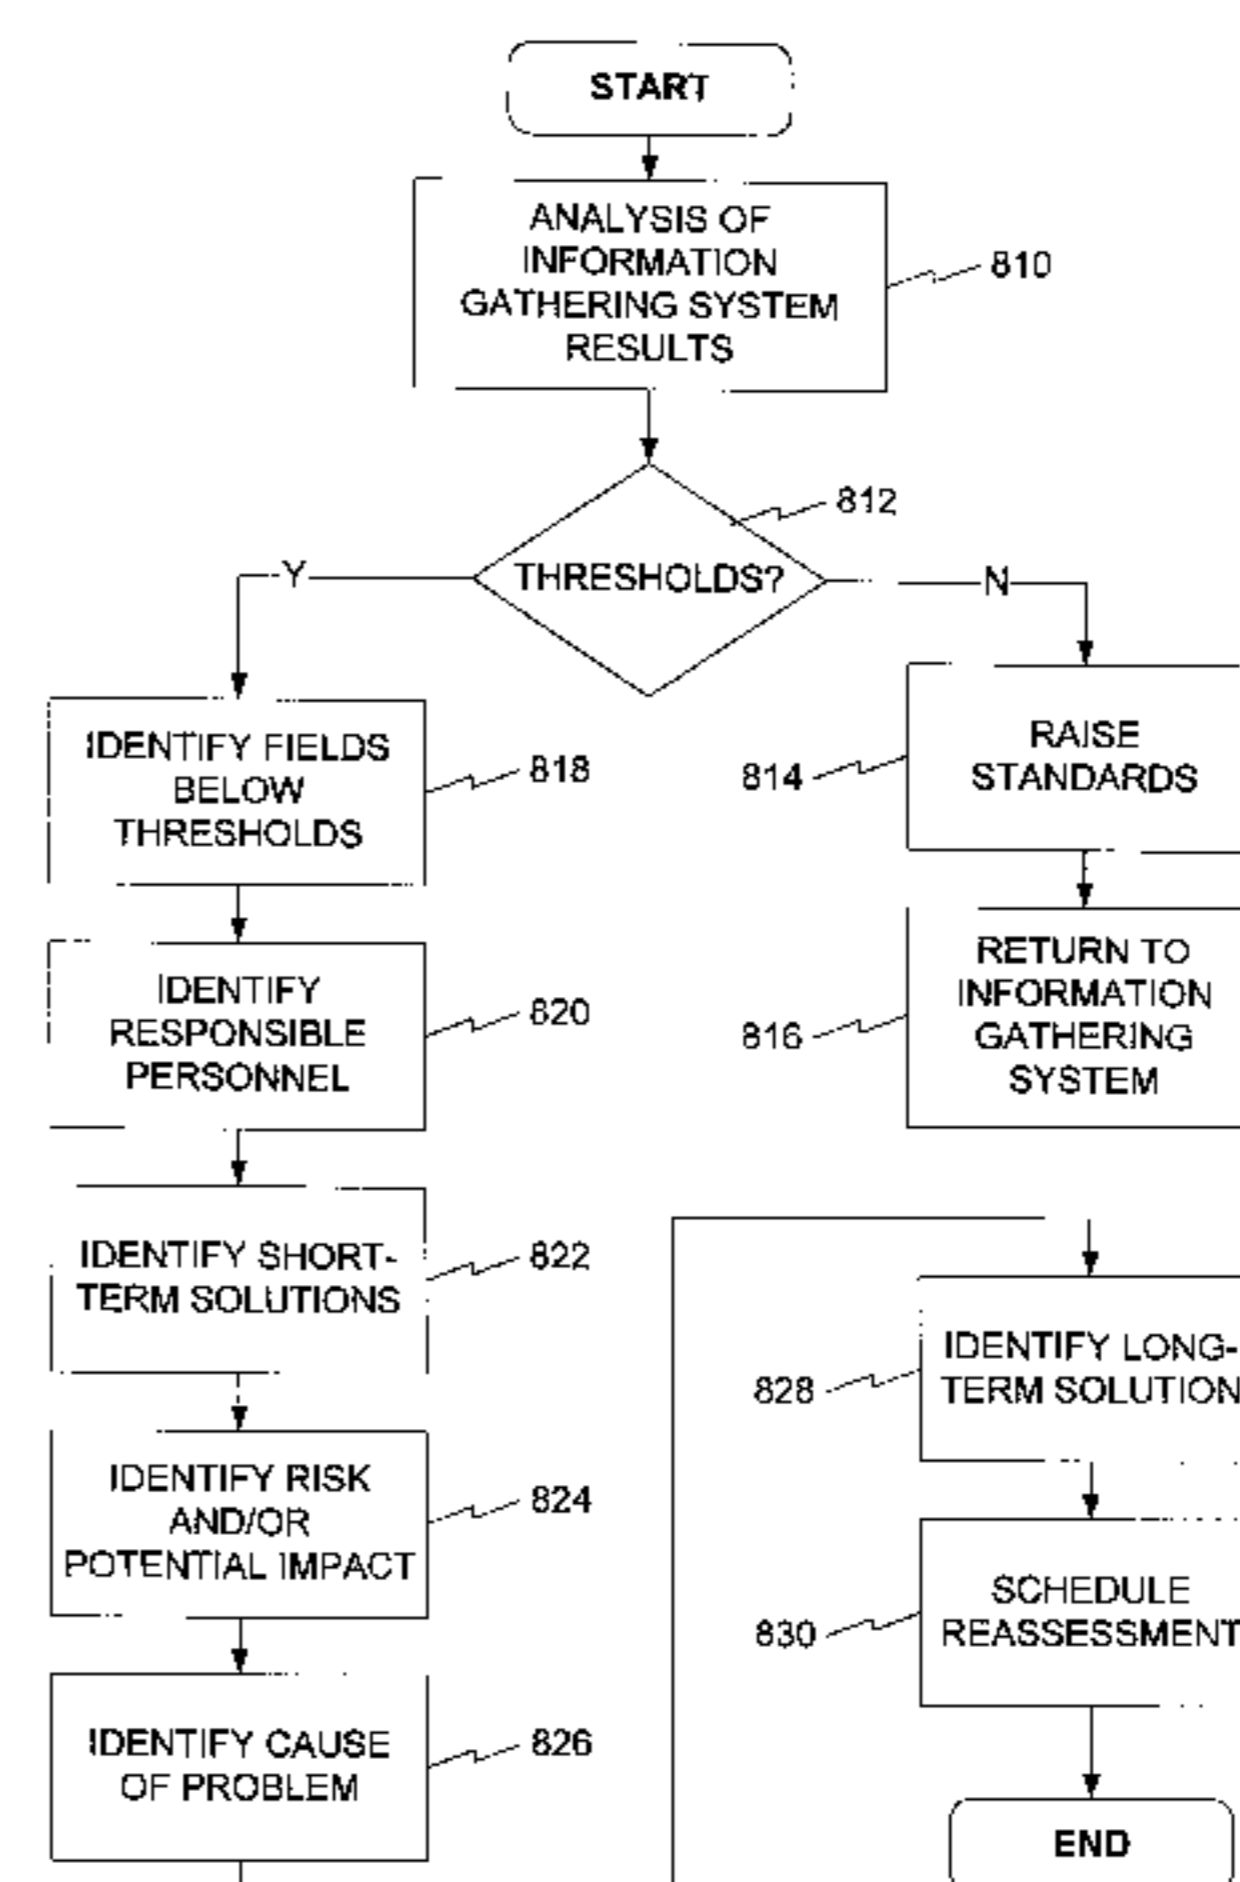 START
ANALYSIS OF
INFORMATION
GATHERING SYSTEM
RESULTS
810
812
THRESHOLDS?
Y
N
IDENTIFY FIELDS
BELOW
THRESHOLDS
818
RAISE
STANDARDS
814
IDENTIFY
RESPONSIBLE
PERSONNEL
820
RETURN TO
INFORMATION
GATHERING
SYSTEM
816
IDENTIFY SHORT-
TERM SOLUTIONS
822
IDENTIFY RISK
AND/OR
POTENTIAL IMPACT
824
IDENTIFY CAUSE
OF PROBLEM
826
IDENTIFY LONG-
TERM SOLUTION
828
SCHEDULE
REASSESSMENT
830
END